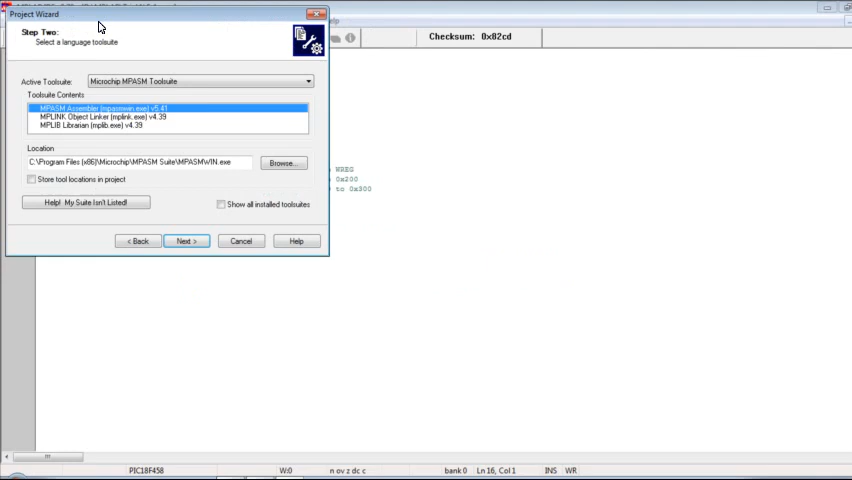 Project Wizard
Step Two:
Select a language toolsuite
Checksum: 0x82cd
Active Toolsuite: Microchip MPASM Toolsuite
Toolsuite Contents
MPASM Assembler (mpasmwin.exe) v5.41
MPLINK Object Linker (mplink.exe) v4.39
MPLIB Librarian (mplib.exe) v4.39
Location
C:\Program Files (x86)\Microchip\MPASM Suite\MPASMWIN.exe Browse...
WREG
0x200
to 0x300
Store tool locations in project
Help! My Suite Isn't Listed! Show all installed toolsuites
< Back Next > Cancel Help
PIC18F458 W:0 n ov z dc c bank 0 Ln 16, Col 1 INS WR